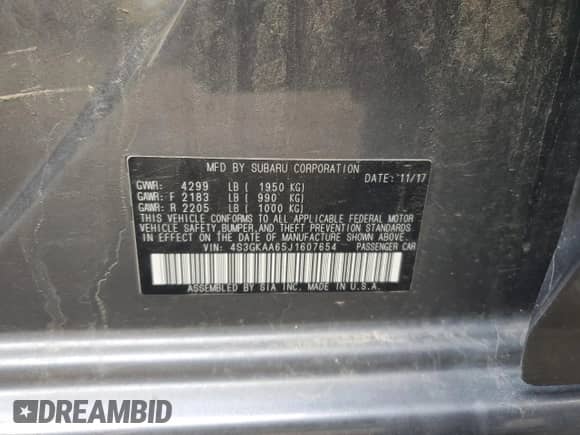 MFD BY SUBARU CORPORATION
DATE: 11/17
GVWR: 4299 LB ( 1950 KG)
GAWR: F 2183 LB ( 990 KG)
GAWR: R 2205 LB ( 1000 KG)
THIS VEHICLE CONFORMS TO ALL APPLICABLE FEDERAL MOTOR
VEHICLE SAFETY, BUMPER, AND THEFT PREVENTION STANDARDS
IN EFFECT ON THE DATE OF MANUFACTURE SHOWN ABOVE.
VIN: 4S3GKAA65J1607654 PASSENGER CAR
ASSEMBLED BY SIA INC. MADE IN U.S.A.
DREAMBID